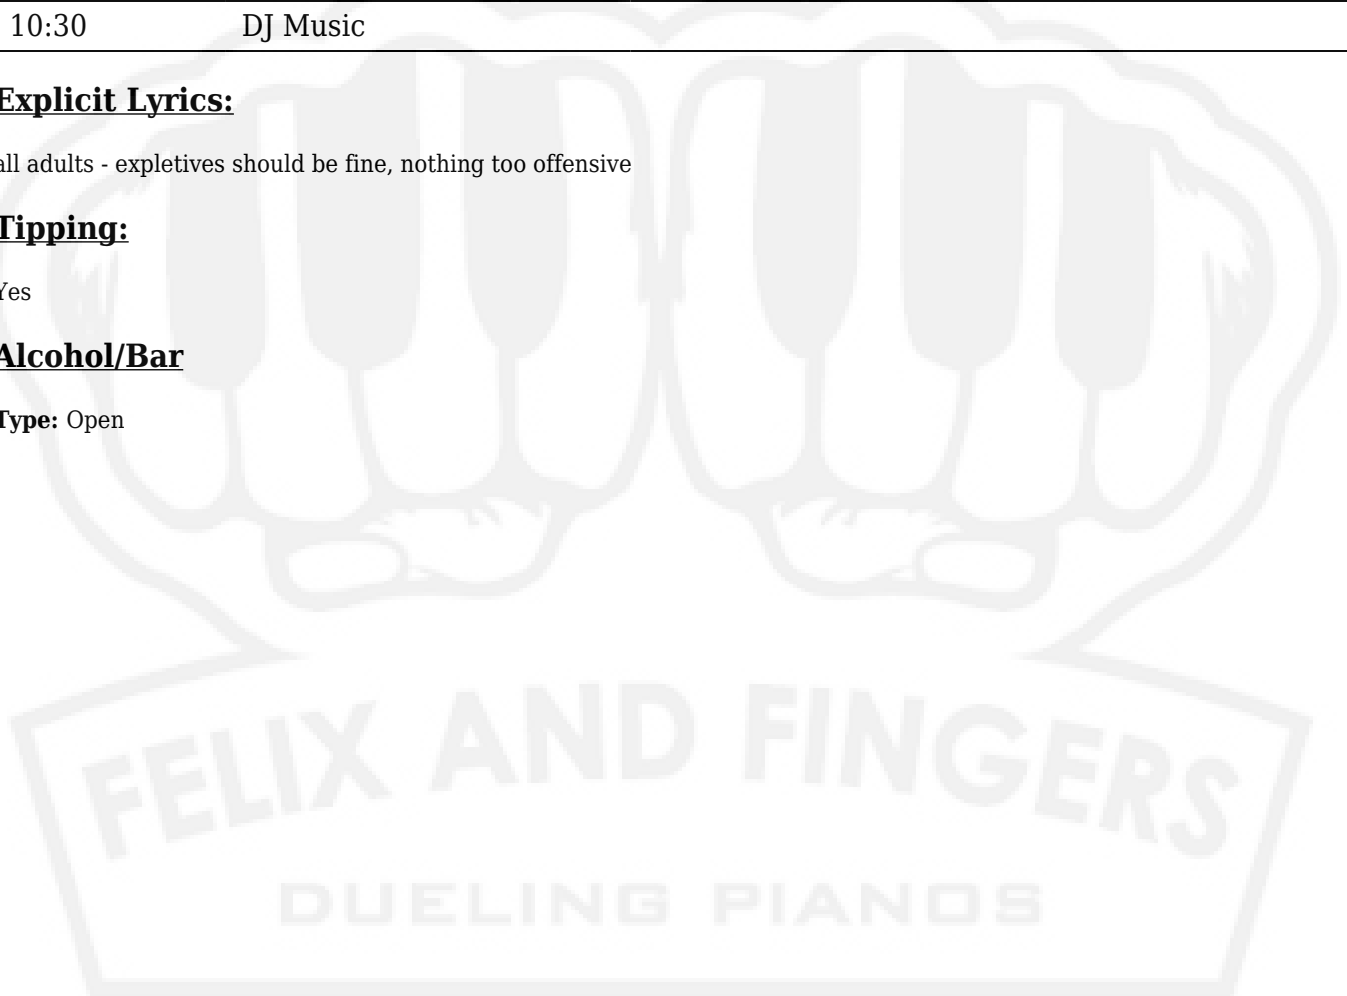 10:30 DJ Music
Explicit Lyrics:
all adults - expletives should be fine, nothing too offensive
Tipping:
Yes
Alcohol/Bar
Type: Open
FELIX AND FINGERS
DUELING PIANOS